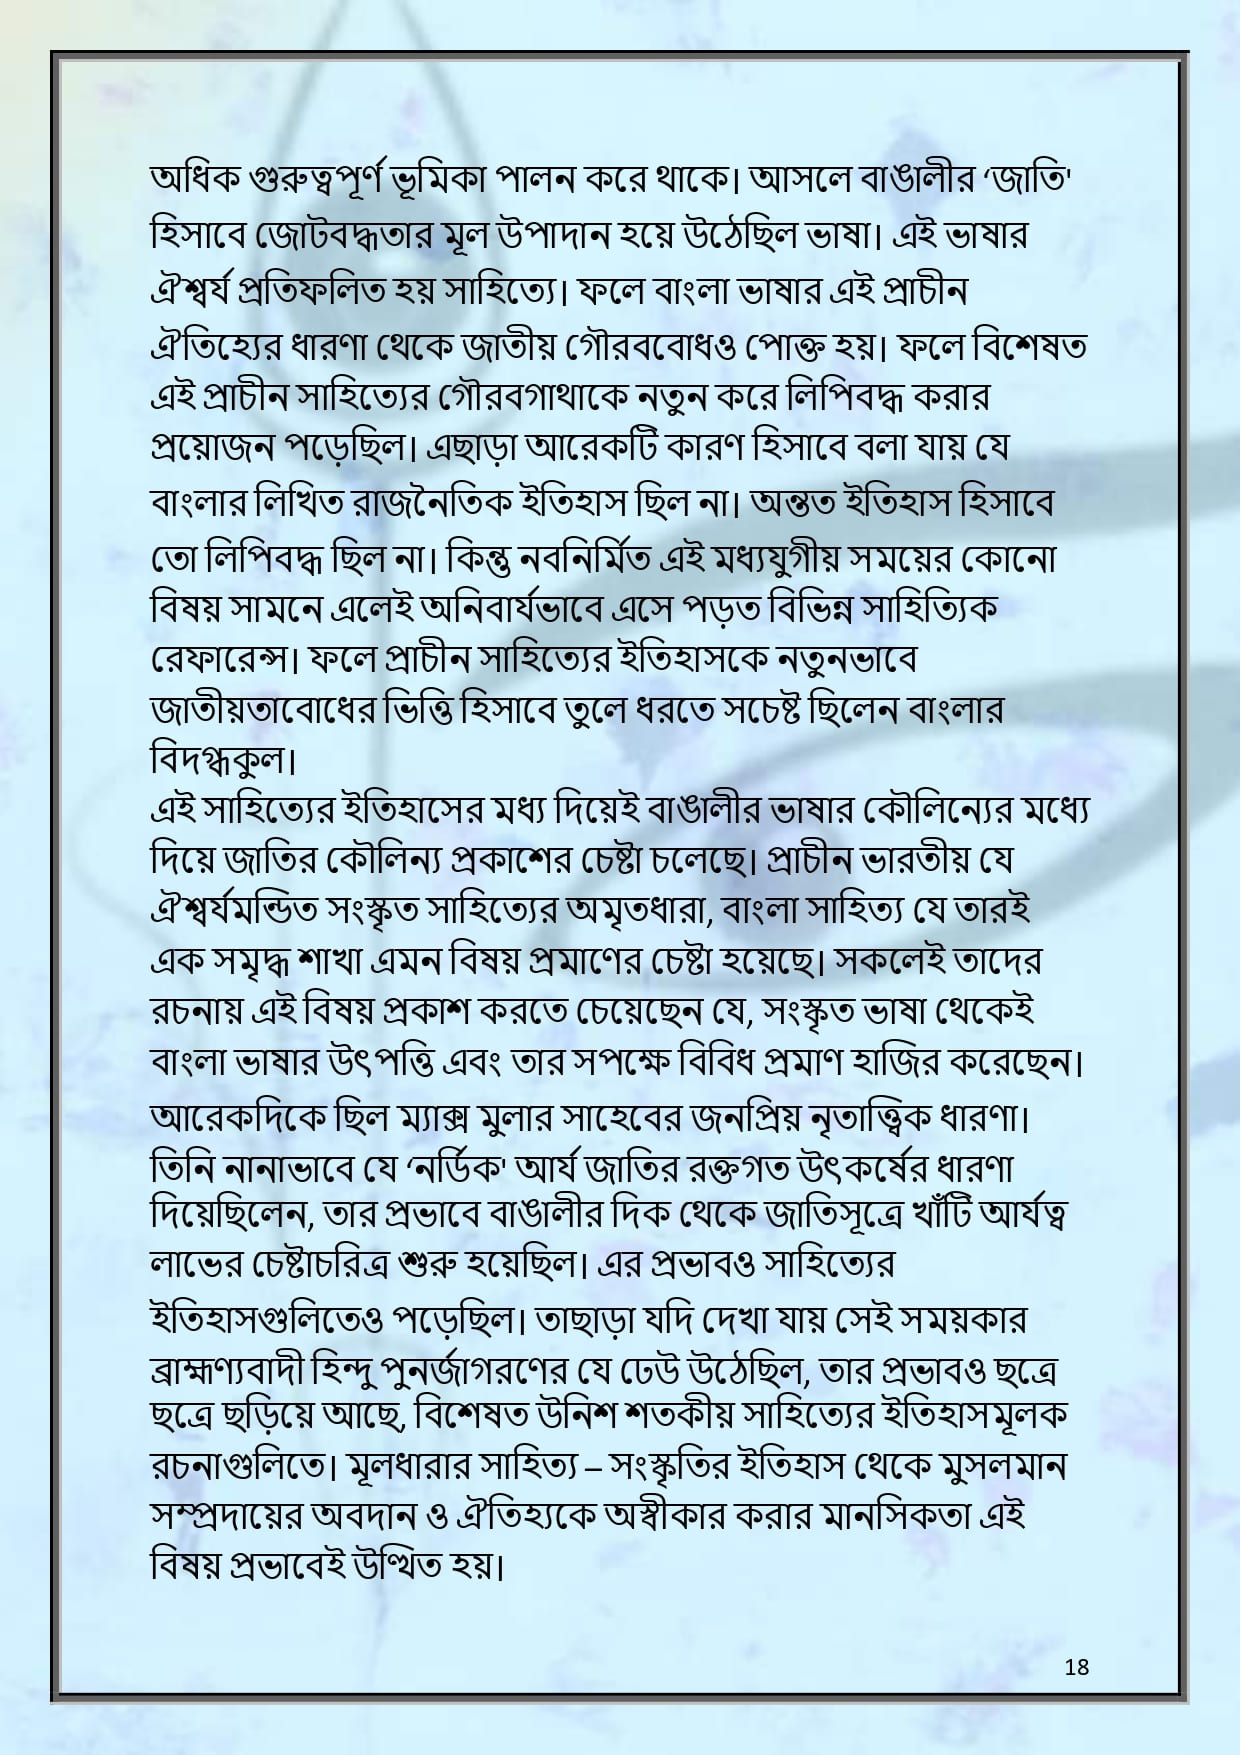 অধিক গুরুত্বপূর্ণ ভূমিকা পালন করে থাকে। আসলে বাঙালীর ‘জাতি'
হিসাবে জোটবদ্ধতার মূল উপাদান হয়ে উঠেছিল ভাষা। এই ভাষার
ঐশ্বর্য প্রতিফলিত হয় সাহিত্যে। ফলে বাংলা ভাষার এই প্রাচীন
ঐতিহ্যের ধারণা থেকে জাতীয় গৌরববোধও পোক্ত হয়। ফলে বিশেষত
এই প্রাচীন সাহিত্যের গৌরবগাথাকে নতুন করে লিপিবদ্ধ করার
প্রয়োজন পড়েছিল। এছাড়া আরেকটি কারণ হিসাবে বলা যায় যে
বাংলার লিখিত রাজনৈতিক ইতিহাস ছিল না। অন্তত ইতিহাস হিসাবে
তো লিপিবদ্ধ ছিল না। কিন্তু নবনির্মিত এই মধ্যযুগীয় সময়ের কোনো
বিষয় সামনে এলেই অনিবার্যভাবে এসে পড়ত বিভিন্ন সাহিত্যিক
রেফারেন্স। ফলে প্রাচীন সাহিত্যের ইতিহাসকে নতুনভাবে
জাতীয়তাবোধের ভিত্তি হিসাবে তুলে ধরতে সচেষ্ট ছিলেন বাংলার
বিদগ্ধকুল।
এই সাহিত্যের ইতিহাসের মধ্য দিয়েই বাঙালীর ভাষার কৌলিন্যের মধ্যে
দিয়ে জাতির কৌলিন্য প্রকাশের চেষ্টা চলেছে। প্রাচীন ভারতীয় যে
ঐশ্বর্যমন্ডিত সংস্কৃত সাহিত্যের অমৃতধারা, বাংলা সাহিত্য যে তারই
এক সমৃদ্ধ শাখা এমন বিষয় প্রমাণের চেষ্টা হয়েছে। সকলেই তাদের
রচনায় এই বিষয় প্রকাশ করতে চেয়েছেন যে, সংস্কৃত ভাষা থেকেই
বাংলা ভাষার উৎপত্তি এবং তার সপক্ষে বিবিধ প্রমাণ হাজির করেছেন।
আরেকদিকে ছিল ম্যাক্স মুলার সাহেবের জনপ্রিয় নৃতাত্ত্বিক ধারণা।
তিনি নানাভাবে যে ‘নর্ডিক' আর্য জাতির রক্তগত উৎকর্ষের ধারণা
দিয়েছিলেন, তার প্রভাবে বাঙালীর দিক থেকে জাতিসূত্রে খাঁটি আর্যত্ব
লাভের চেষ্টাচরিত্র শুরু হয়েছিল। এর প্রভাবও সাহিত্যের
ইতিহাসগুলিতেও পড়েছিল। তাছাড়া যদি দেখা যায় সেই সময়কার
ব্রাহ্মণ্যবাদী হিন্দু পুনর্জাগরণের যে ঢেউ উঠেছিল, তার প্রভাবও ছত্রে
ছত্রে ছড়িয়ে আছে, বিশেষত উনিশ শতকীয় সাহিত্যের ইতিহাসমূলক
রচনাগুলিতে। মূলধারার সাহিত্য – সংস্কৃতির ইতিহাস থেকে মুসলমান
সম্প্রদায়ের অবদান ও ঐতিহ্যকে অস্বীকার করার মানসিকতা এই
বিষয় প্রভাবেই উত্থিত হয়।
18